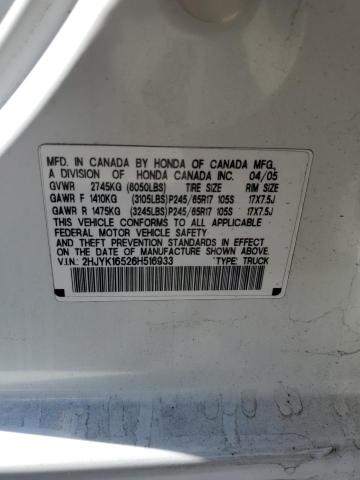 MFD. IN CANADA BY HONDA OF CANADA MFG.,
A DIVISION OF HONDA CANADA INC. 04/05
GVWR 2745KG (6050LBS) TIRE SIZE RIM SIZE
GAWR F 1410KG (3105LBS)P245/65R17 105S 17X7.5J
GAWR R 1475KG (3245LBS)P245/65R17 105S 17X7.5J
THIS VEHICLE CONFORMS TO ALL APPLICABLE
FEDERAL MOTOR VEHICLE SAFETY
AND THEFT PREVENTION STANDARDS IN EFFECT
ON THE DATE OF MANUFACTURE SHOWN ABOVE.
V.I.N.: 2HJYK16526H516933 TYPE: TRUCK